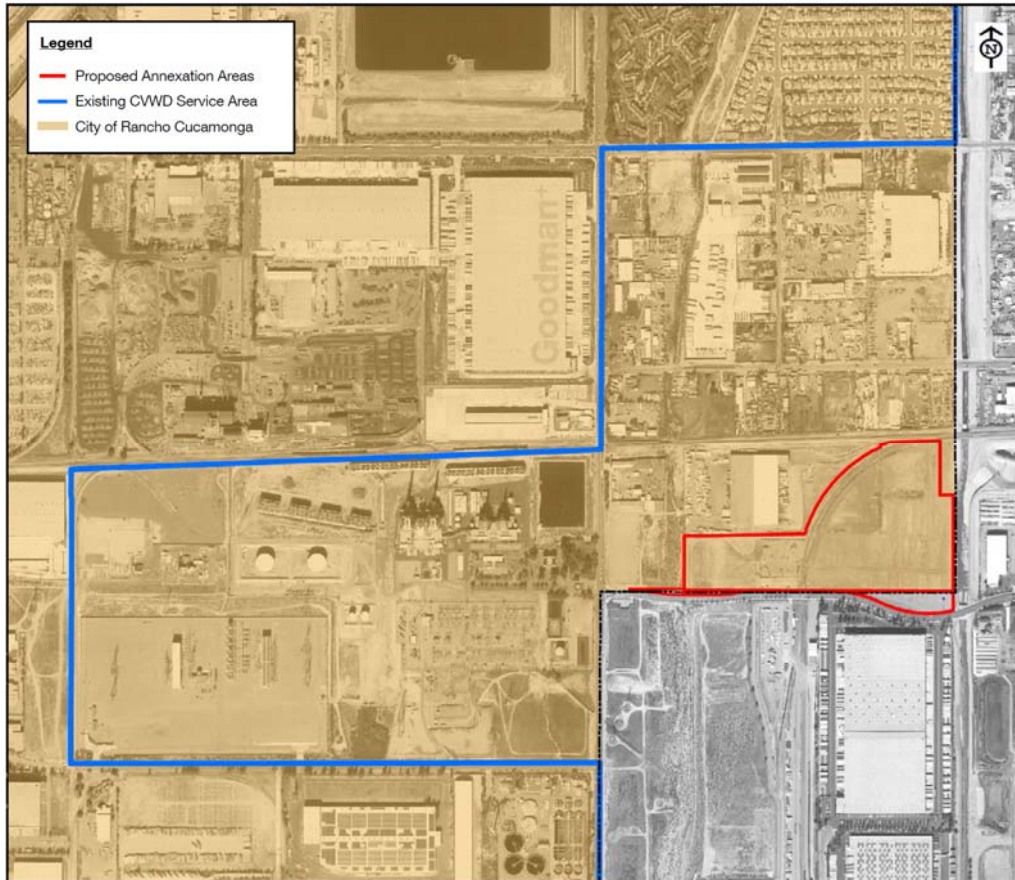 Legend
Proposed Annexation Areas
Existing CVWD Service Area
City of Rancho Cucamonga
N
Goodman+